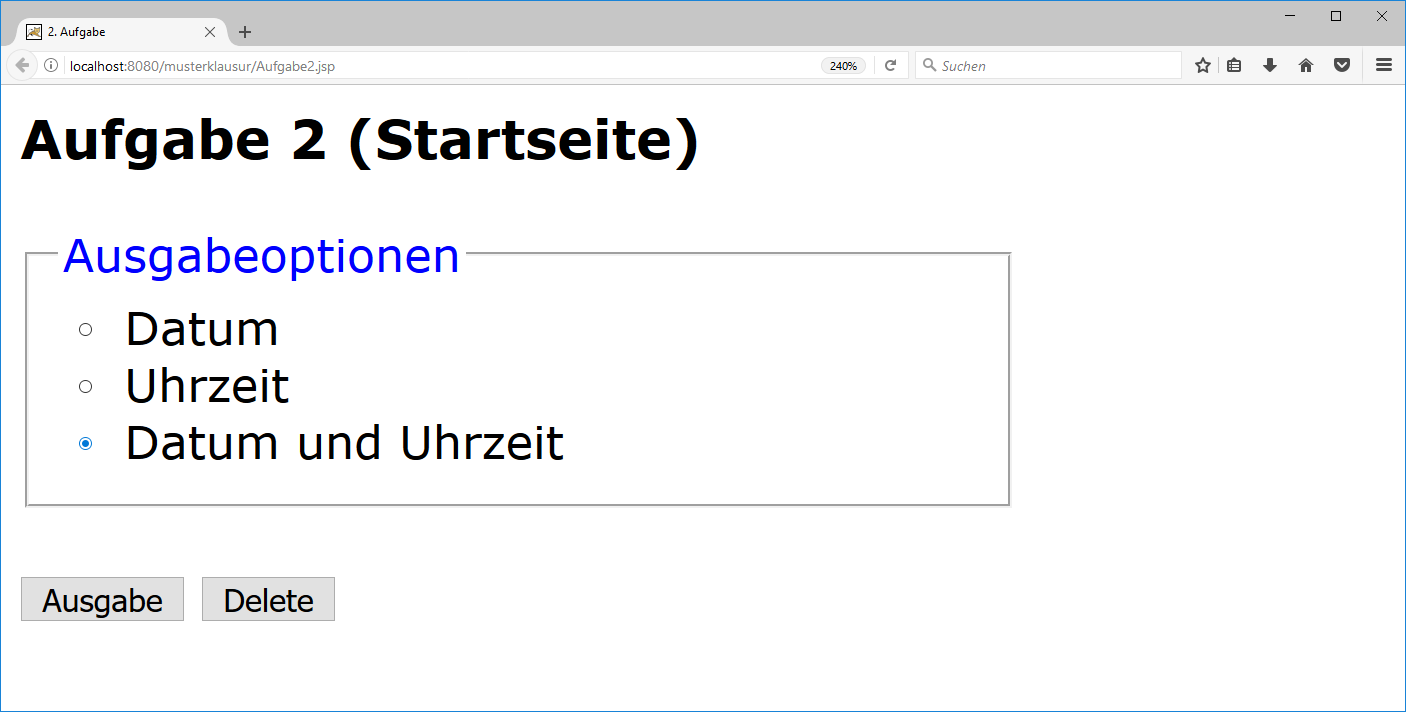 2. Aufgabe
localhost:8080/musterklausur/Aufgabe2.jsp
240%
Suchen
Aufgabe 2 (Startseite)
Ausgabeoptionen
Datum
Uhrzeit
Datum und Uhrzeit
Ausgabe
Delete